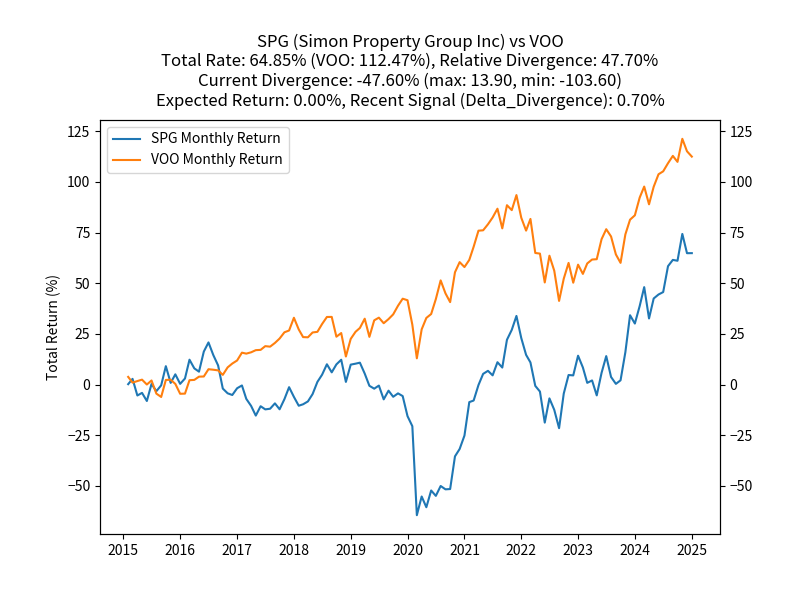 SPG (Simon Property Group Inc) vs VOO
Total Rate: 64.85% (VOO: 112.47%), Relative Divergence: 47.70%
Current Divergence: -47.60% (max: 13.90, min: -103.60)
Expected Return: 0.00%, Recent Signal (Delta_Divergence): 0.70%
SPG Monthly Return
VOO Monthly Return
Total Return (%)
125
100
75
50
25
0
−25
−50
125
100
75
50
25
0
−25
−50
2015 2016 2017 2018 2019 2020 2021 2022 2023 2024 2025